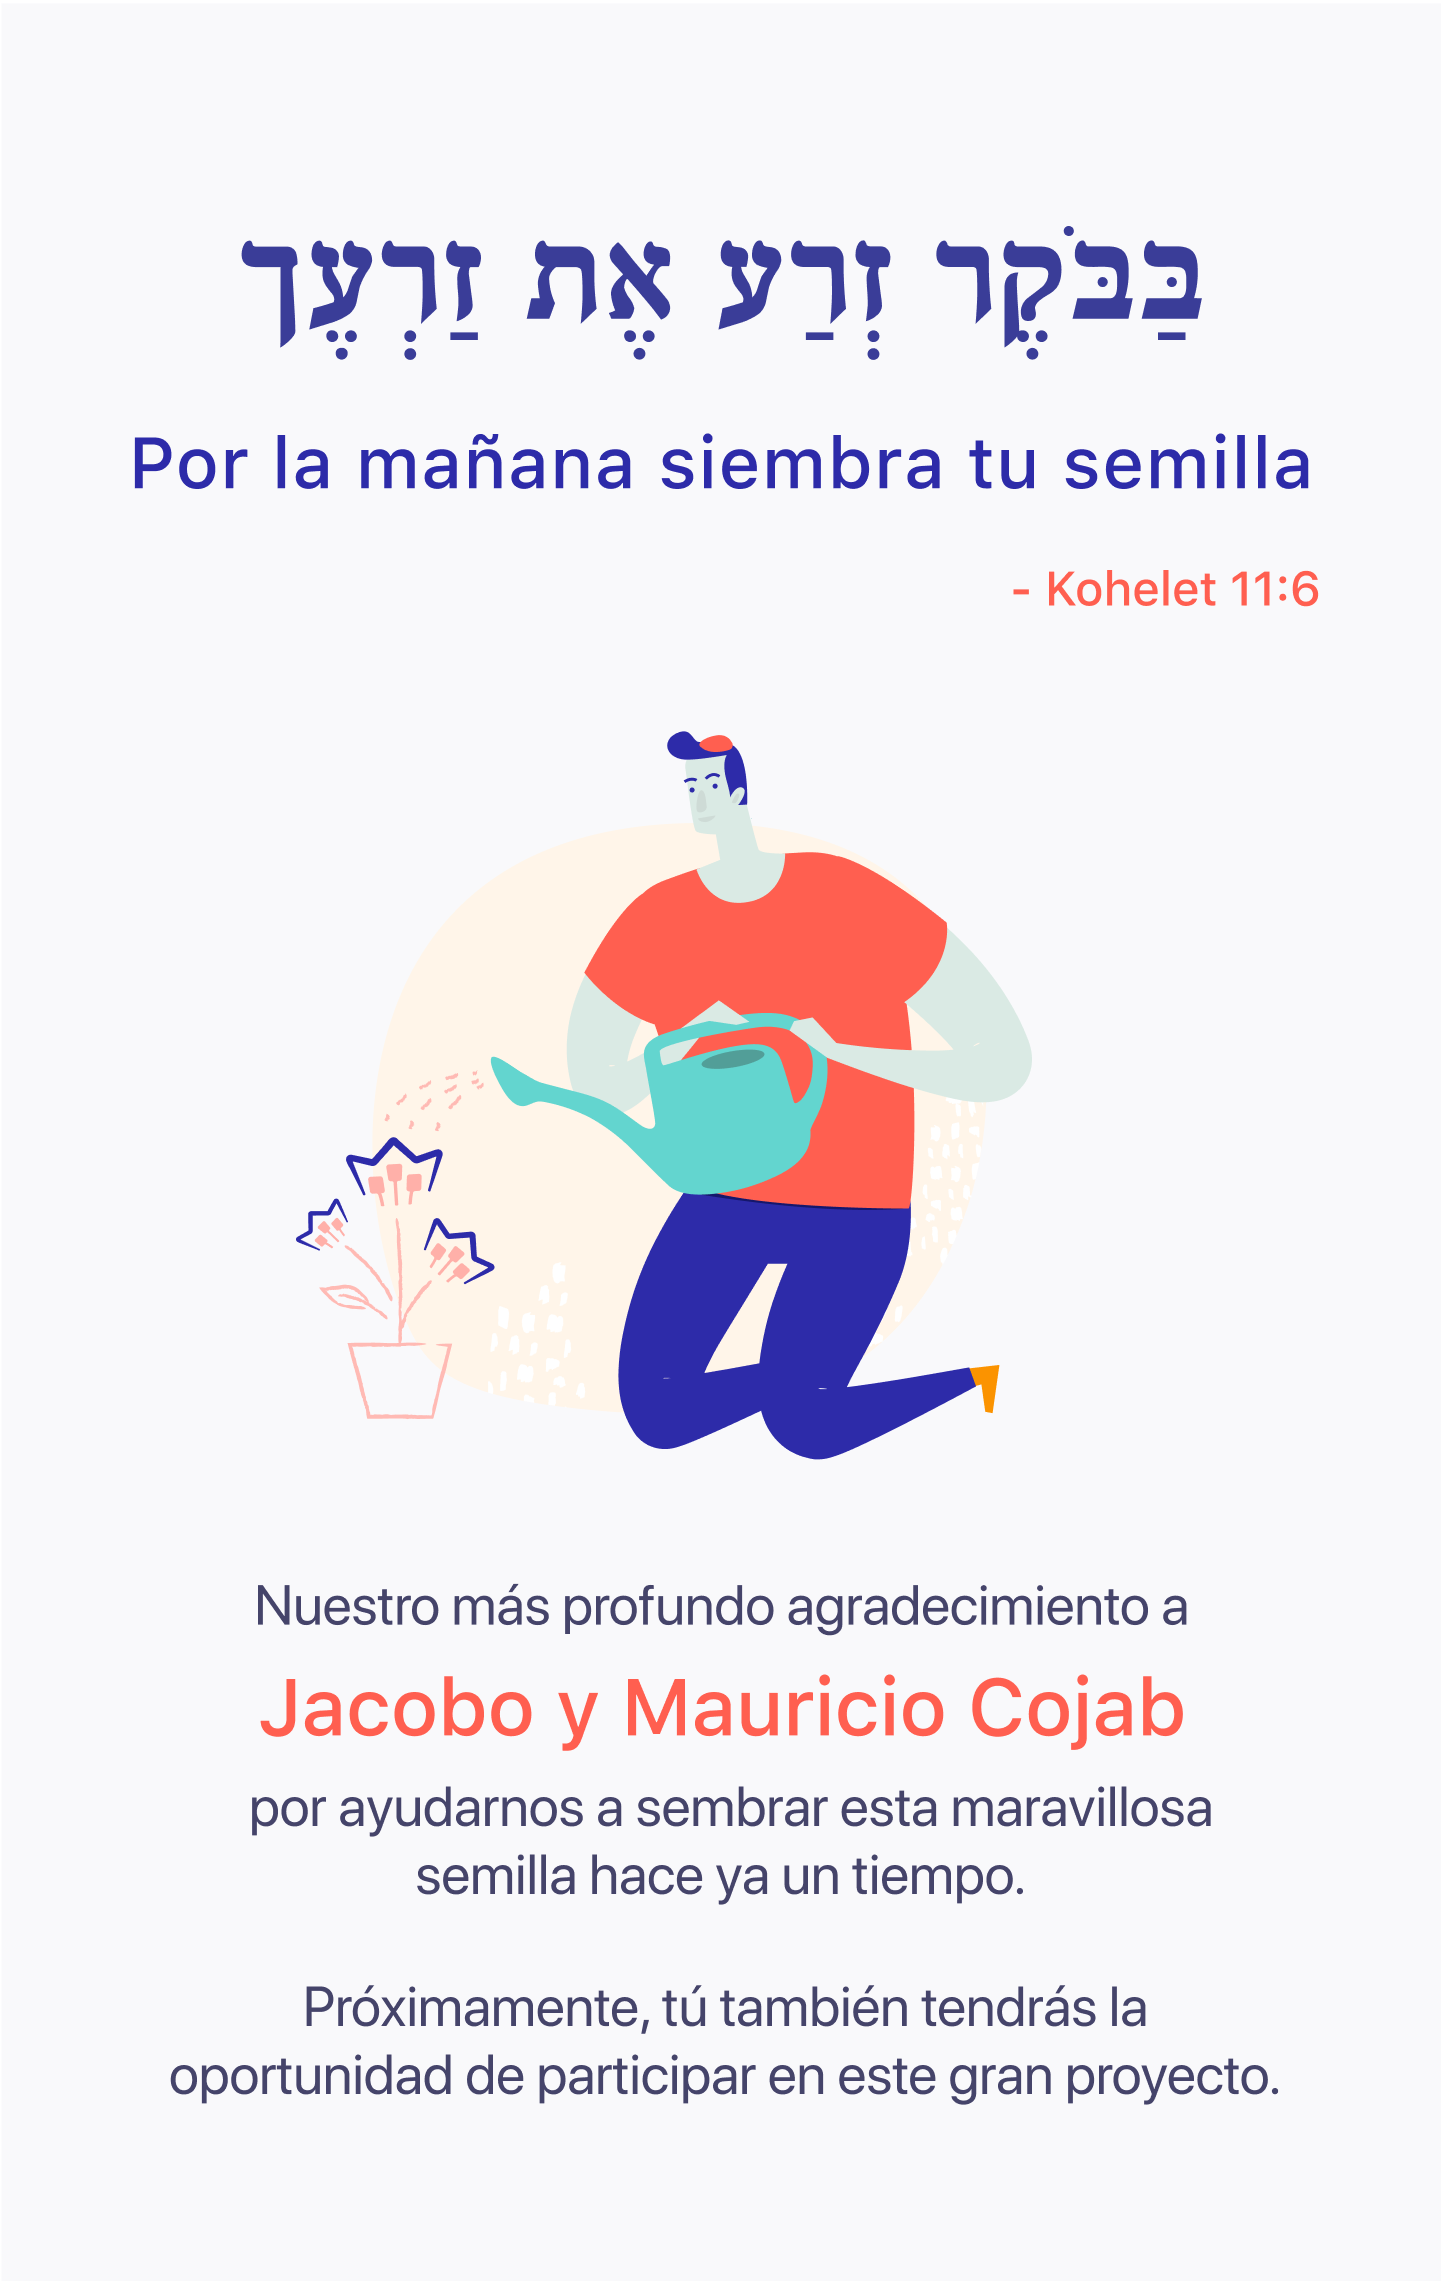 בַּבֹּקֶר זְרַע אֶת זַרְעֶך
Por la mañana siembra tu semilla
- Kohelet 11:6
Nuestro más profundo agradecimiento a
Jacobo y Mauricio Cojab
por ayudarnos a sembrar esta maravillosa
semilla hace ya un tiempo.
Próximamente, tú también tendrás la
oportunidad de participar en este gran proyecto.